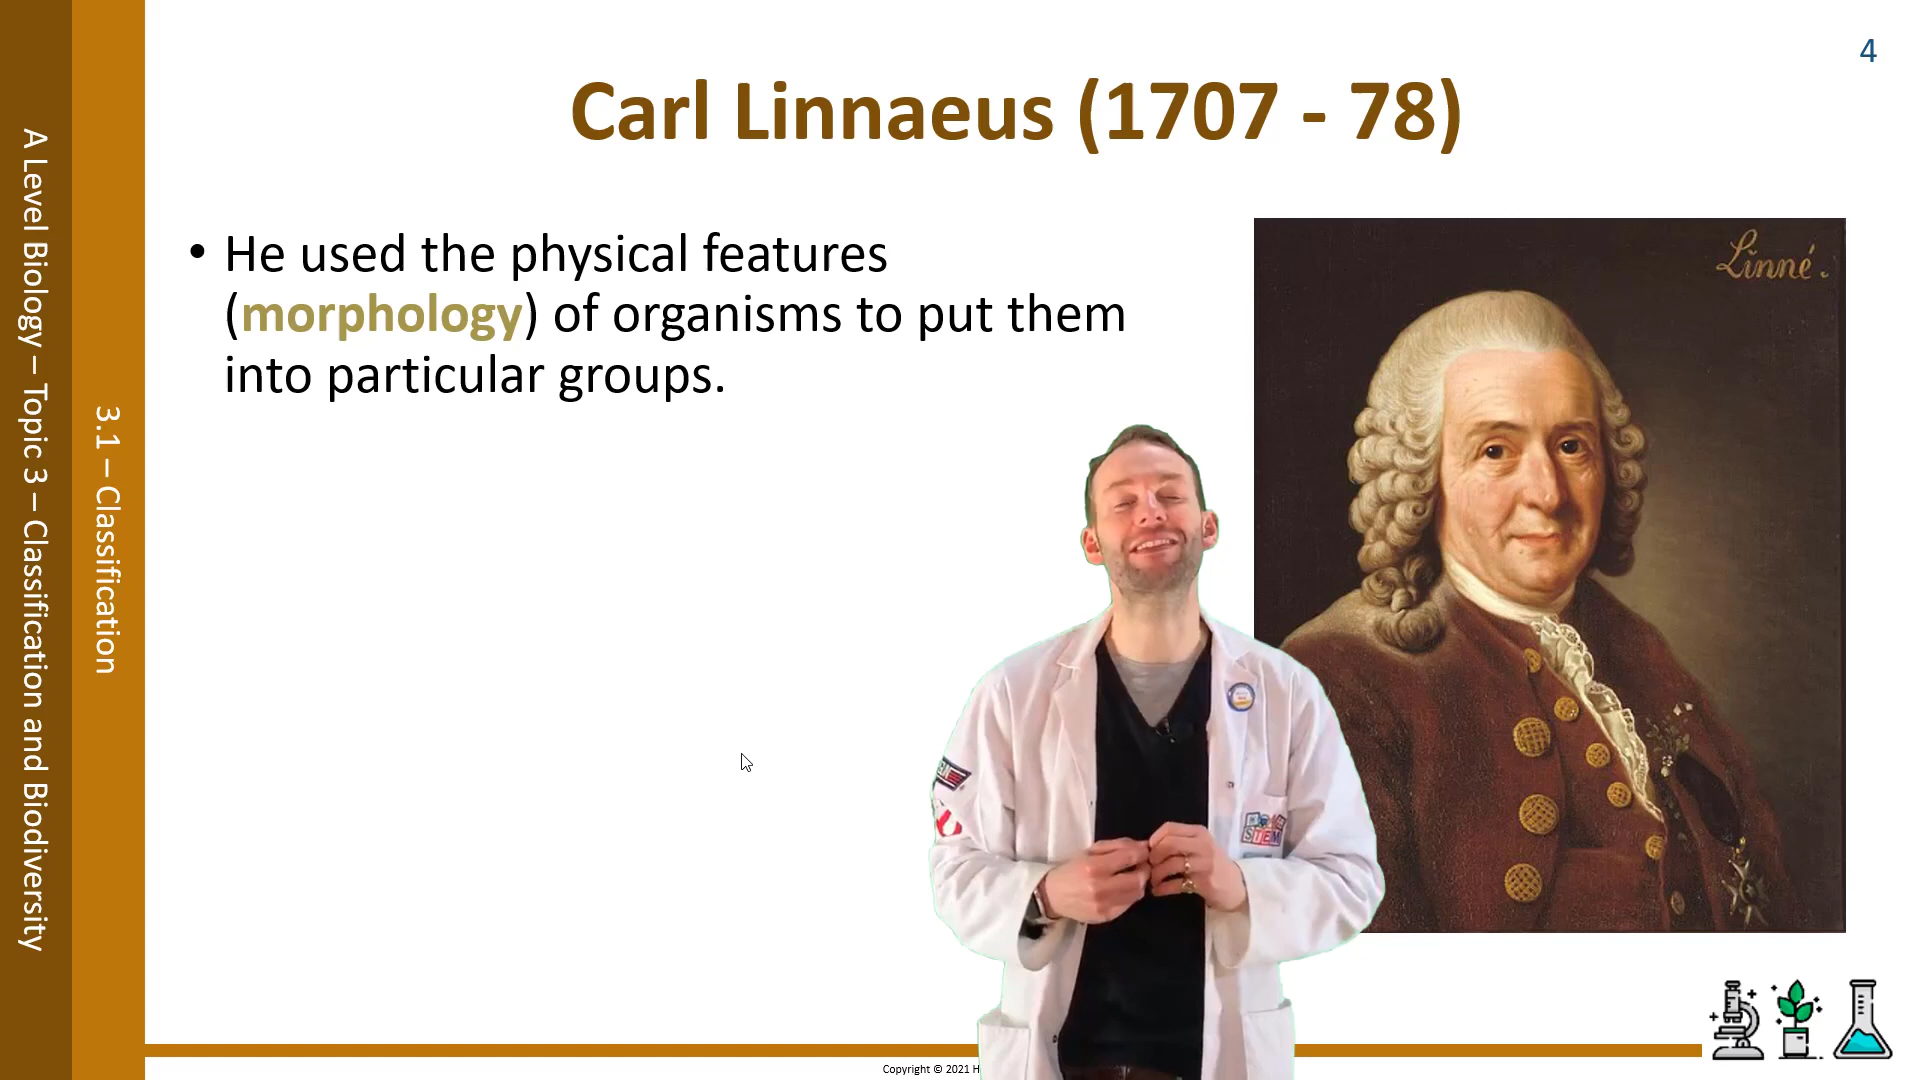 4
Carl Linnaeus (1707 - 78)
• He used the physical features
(morphology) of organisms to put them
into particular groups.
Linné.
A Level Biology – Topic 3 – Classification and Biodiversity
3.1 – Classification
STEM
Copyright © 2021 H